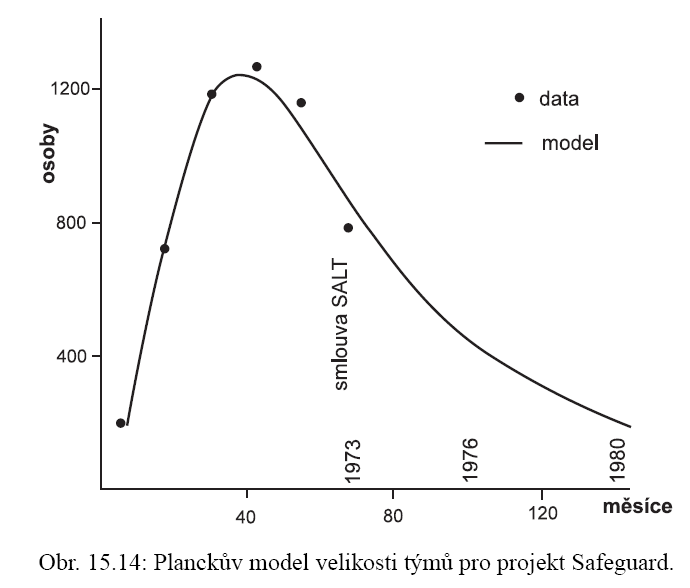 1200
800
400
osoby
data
model
smlouva SALT
1973
1976
1980
40
80
120
měsíce
Obr. 15.14: Planckův model velikosti týmů pro projekt Safeguard.